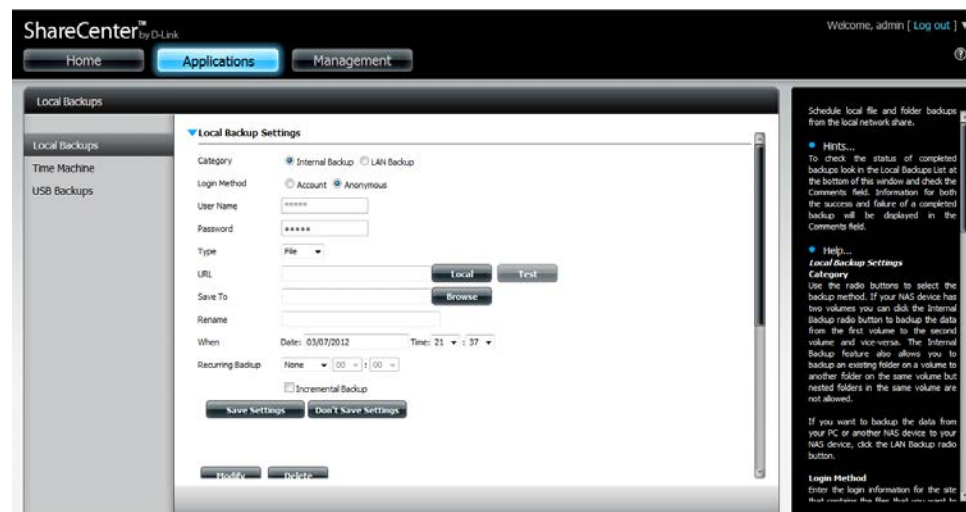 ShareCenter™ by D-Link
Welcome, admin [ Log out ]
Home
Applications
Management
Local Backups
Local Backups
Time Machine
USB Backups
Local Backup Settings
Category Internal Backup LAN Backup
Login Method Account Anonymous
User Name *****
Password
Type File
URL Local Test
Save To Browse
Rename
When Date: 03/07/2012 Time: 21 : 37
Recurring Backup None 00 : 00
Incremental Backup
Save Settings Don't Save Settings
Modify Delete
Schedule local file and folder backups
from the local network share.
Hints...
To check the status of completed
backups look in the Local Backups List at
the bottom of this window and check the
Comments field. Information for both
the success and failure of a completed
backup will be displayed in the
Comments field.
Help...
Local Backup Settings
Category
Use the radio buttons to select the
backup method. If your NAS device has
two volumes you can click the Internal
Backup radio button to backup the data
from the first volume to the second
volume and vice-versa. The Internal
Backup feature also allows you to
backup an existing folder on a volume to
another folder on the same volume but
nested folders in the same volume are
not allowed.
If you want to backup the data from
your PC or another NAS device to your
NAS device, click the LAN Backup radio
button.
Login Method
Enter the login information for the site
that contains the files that you want to